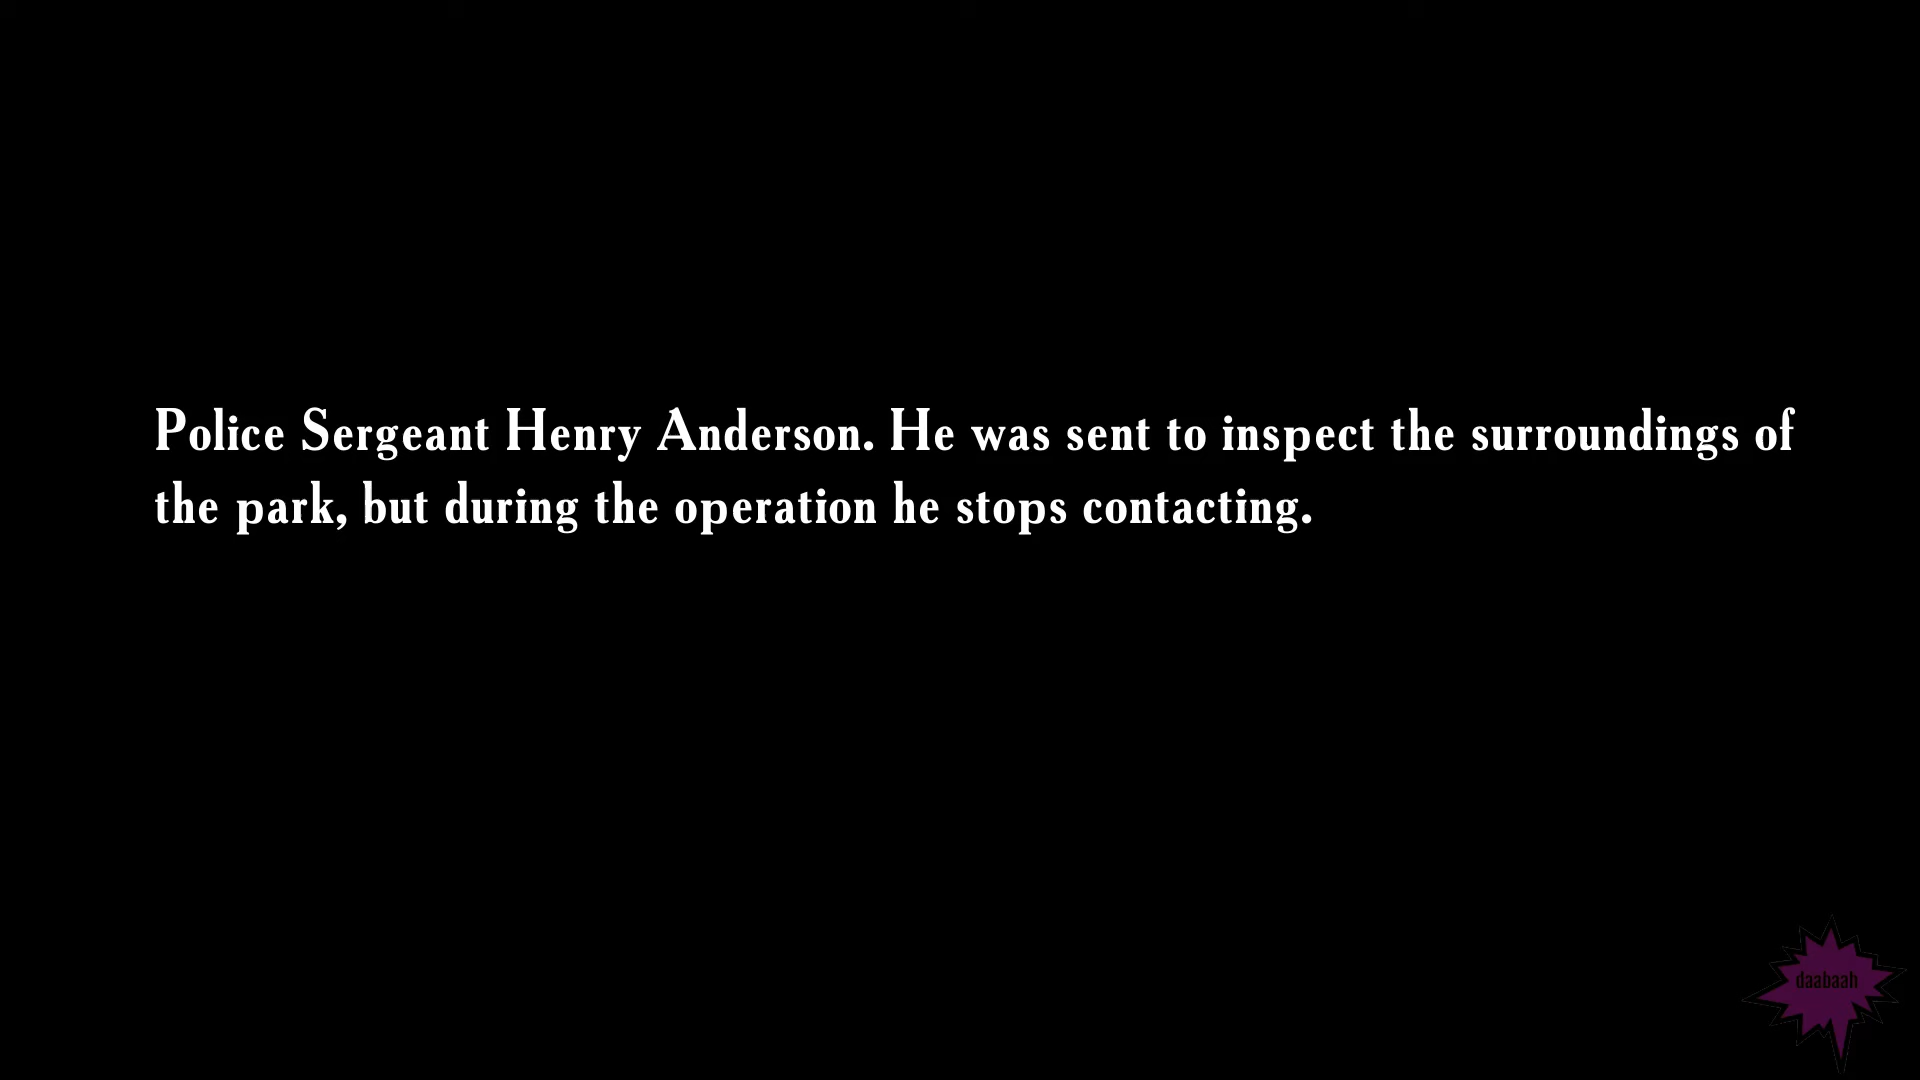 Police Sergeant Henry Anderson. He was sent to inspect the surroundings of
the park, but during the operation he stops contacting.
daabaah